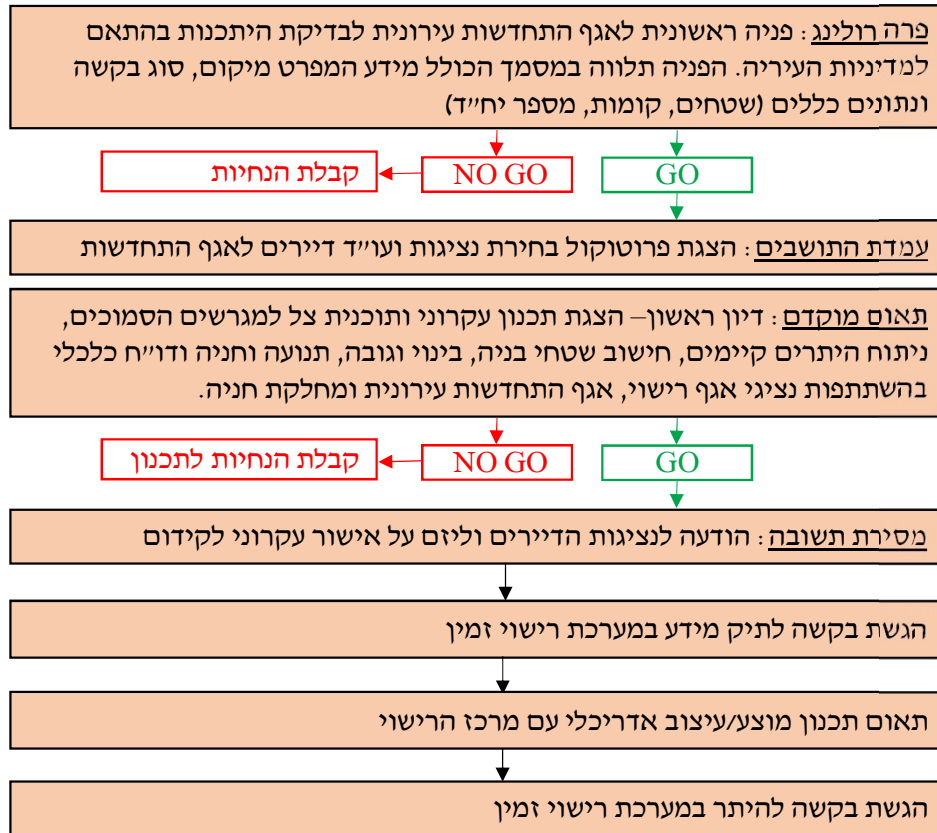 פרה רולינג: פניה ראשונית לאגף התחדשות עירונית לבדיקת היתכנות בהתאם
למדיניות העיריה. הפניה תלווה במסמך הכולל מידע המפרט מיקום, סוג בקשה
ונתונים כללים (שטחים, קומות, מספר יח״ד)
GO
NO GO
קבלת הנחיות
עמדת התושבים: הצגת פרוטוקול בחירת נציגות ועו״ד דיירים לאגף התחדשות
תאום מוקדם: דיון ראשון– הצגת תכנון עקרוני ותוכנית צל למגרשים הסמוכים,
ניתוח היתרים קיימים, חישוב שטחי בניה, בינוי וגובה, תנועה וחניה ודו״ח כלכלי
בהשתתפות נציגי אגף רישוי, אגף התחדשות עירונית ומחלקת חניה.
GO
NO GO
קבלת הנחיות לתכנון
מסירת תשובה: הודעה לנציגות הדיירים וליזם על אישור עקרוני לקידום
הגשת בקשה לתיק מידע במערכת רישוי זמין
תאום תכנון מוצע/עיצוב אדריכלי עם מרכז הרישוי
הגשת בקשה להיתר במערכת רישוי זמין